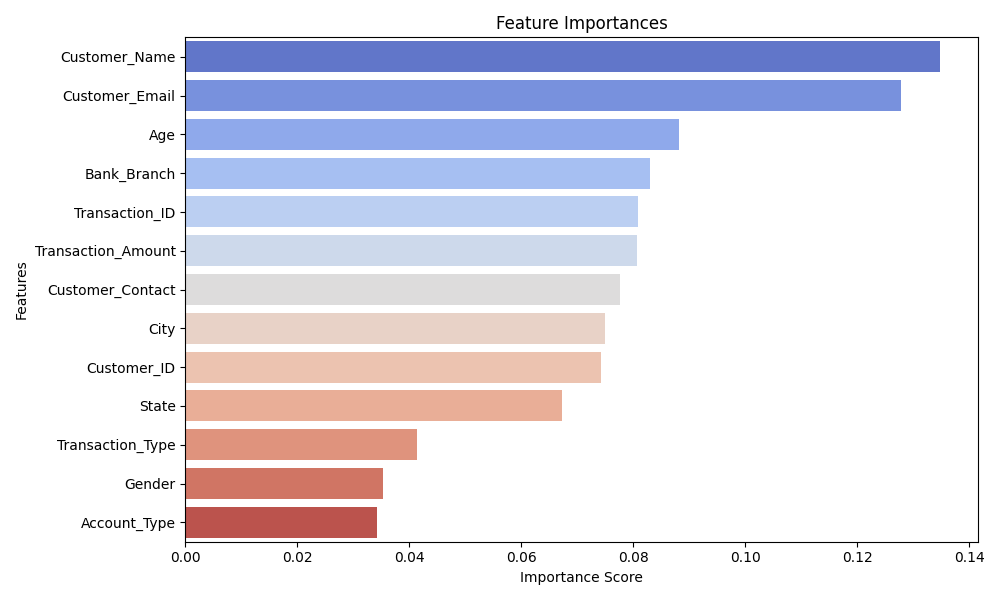 Feature Importances
Features
Customer_Name
Customer_Email
Age
Bank_Branch
Transaction_ID
Transaction_Amount
Customer_Contact
City
Customer_ID
State
Transaction_Type
Gender
Account_Type
0.00 0.02 0.04 0.06 0.08 0.10 0.12 0.14
Importance Score